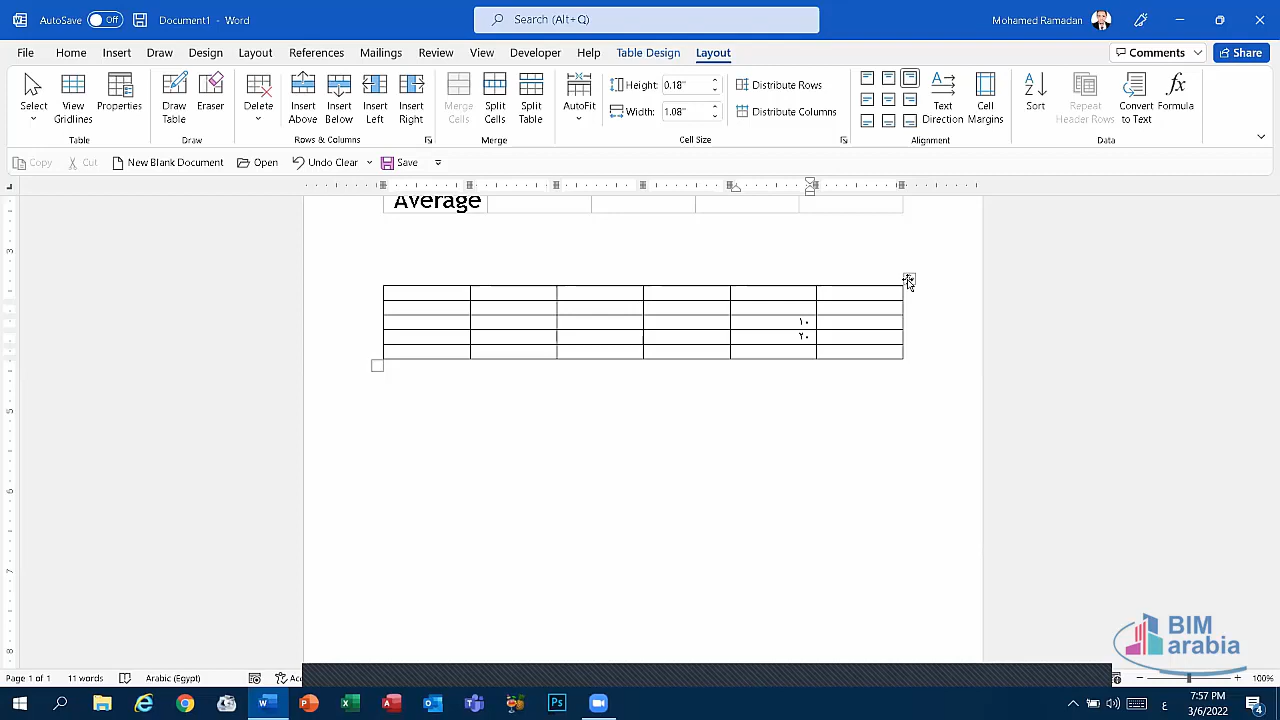 AutoSave Off Document1 - Word Search (Alt+Q) Mohamed Ramadan
File Home Insert Draw Design Layout References Mailings Review View Developer Help Table Design Layout Comments Share
Select View Gridlines Properties Draw Table Eraser Delete Insert Above Insert Below Insert Left Insert Right Merge Cells Split Cells Split Table AutoFit Height: 0.18" Distribute Rows Text Direction Cell Margins Sort Repeat Header Rows Convert to Text Formula
Width: 1.08" Distribute Columns
Table Draw Rows & Columns Merge Cell Size Alignment Data
Copy Cut New Blank Document Open Undo Clear Save
Average
١٠
٢٠
BIM
arabia
Page 1 of 1 11 words Arabic (Egypt) 100%
7:57 PM
3/6/2022